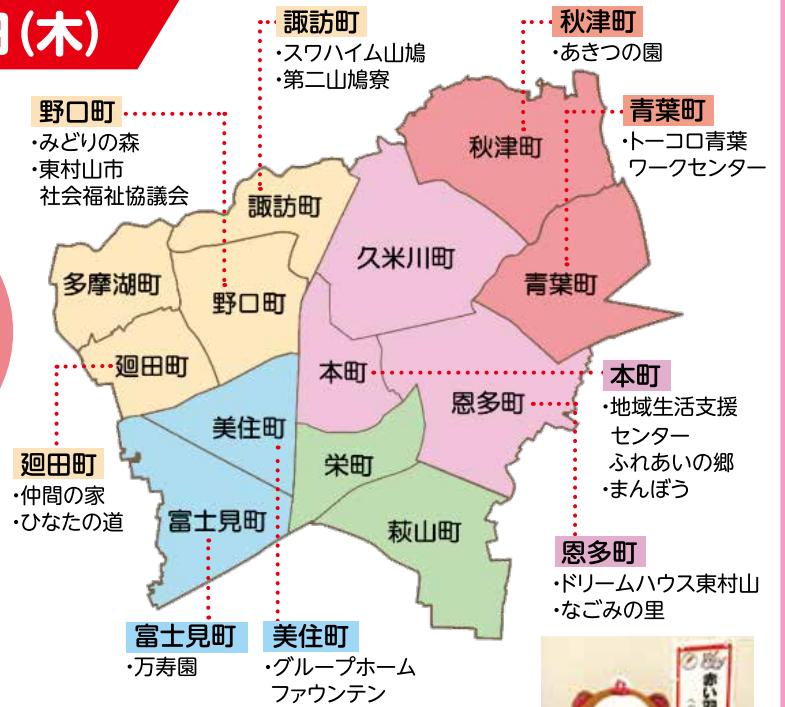 (木)
諏訪町
・スワハイム山鳩
・第二山鳩寮
秋津町
・あきつの園
野口町
・みどりの森
・東村山市
社会福祉協議会
青葉町
・トーコロ青葉
ワークセンター
秋津町
諏訪町
久米川町
多摩湖町
野口町
青葉町
廻田町
本町
恩多町
美住町
栄町
富士見町
萩山町
本町
・地域生活支援
センター
ふれあいの郷
・まんぼう
廻田町
・仲間の家
・ひなたの道
恩多町
・ドリームハウス東村山
・なごみの里
富士見町
・万寿園
美住町
・グループホーム
ファウンテン
赤い羽